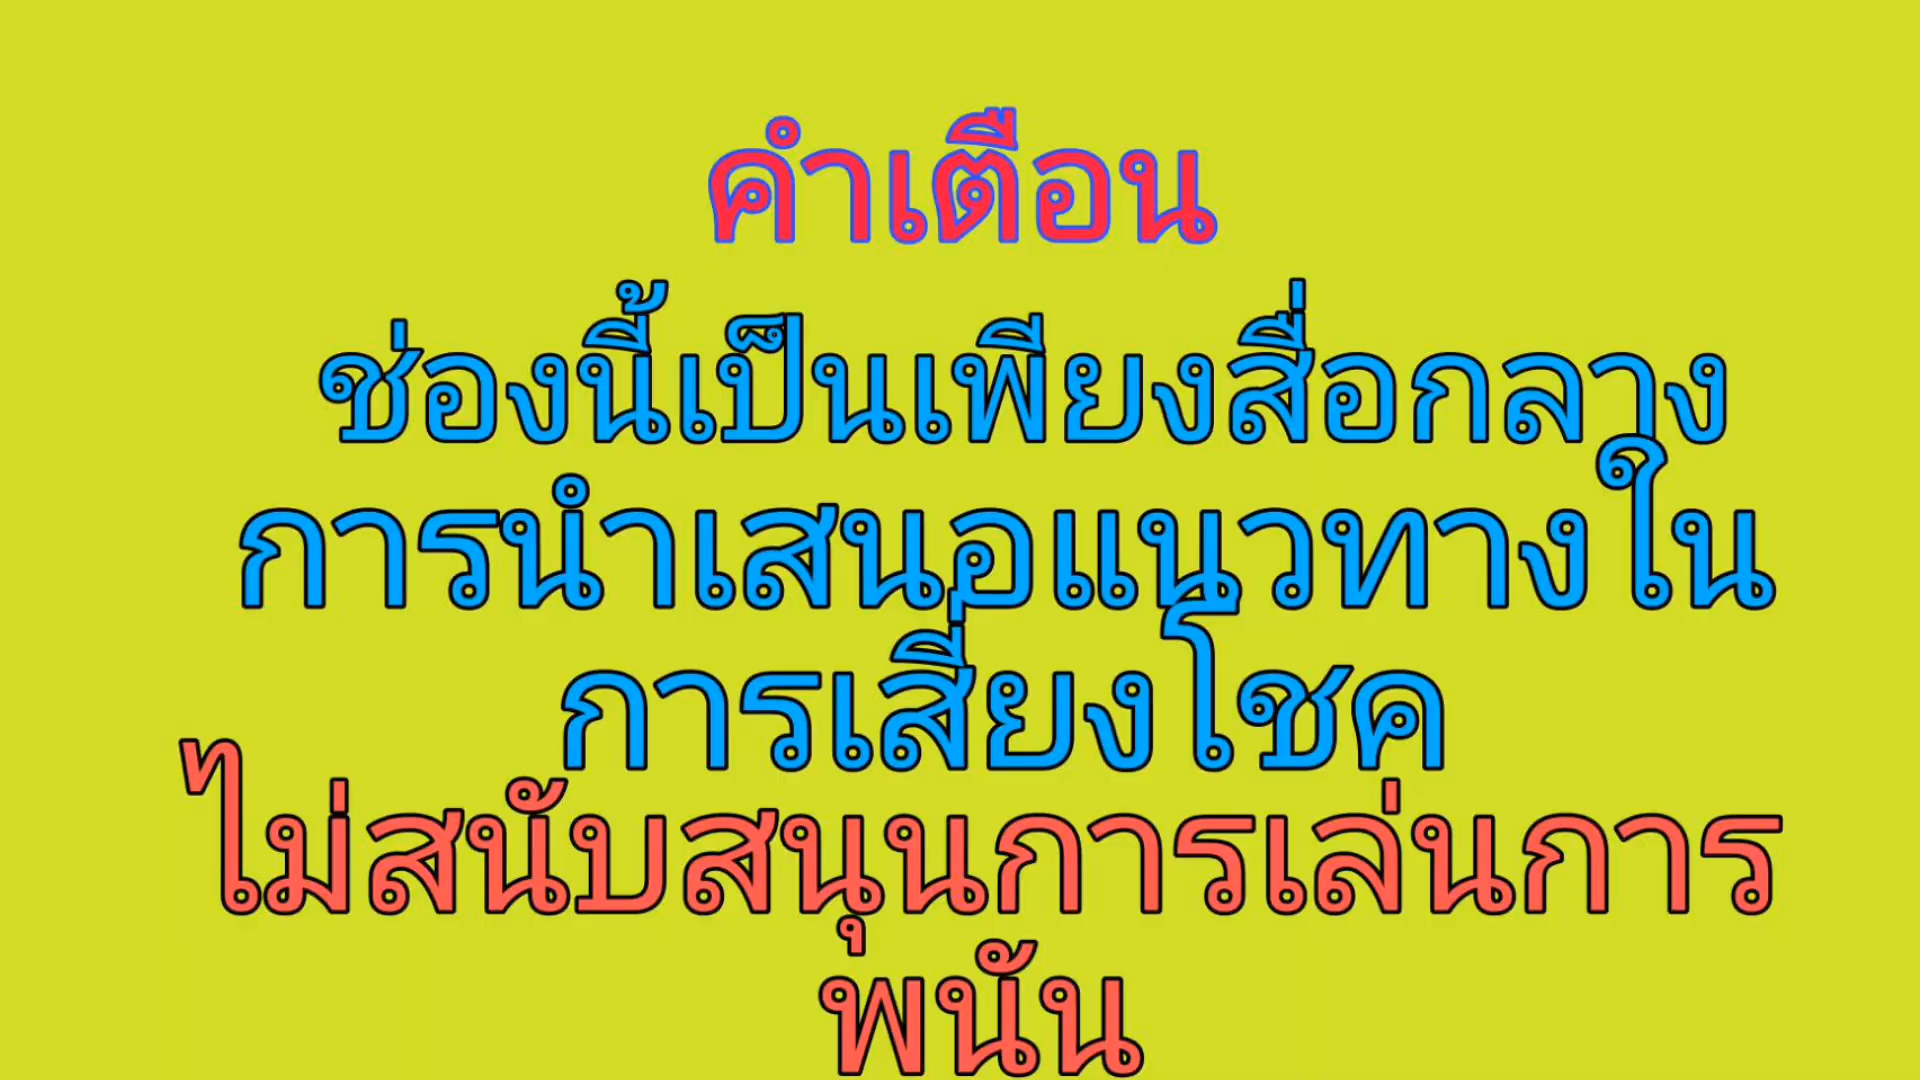 คำเตือน
ช่องนี้เป็นเพียงสื่อกลาง
การนำเสนอแนวทางใน
การเสี่ยงโชค
ไม่สนับสนุนการเล่นการ
พนัน